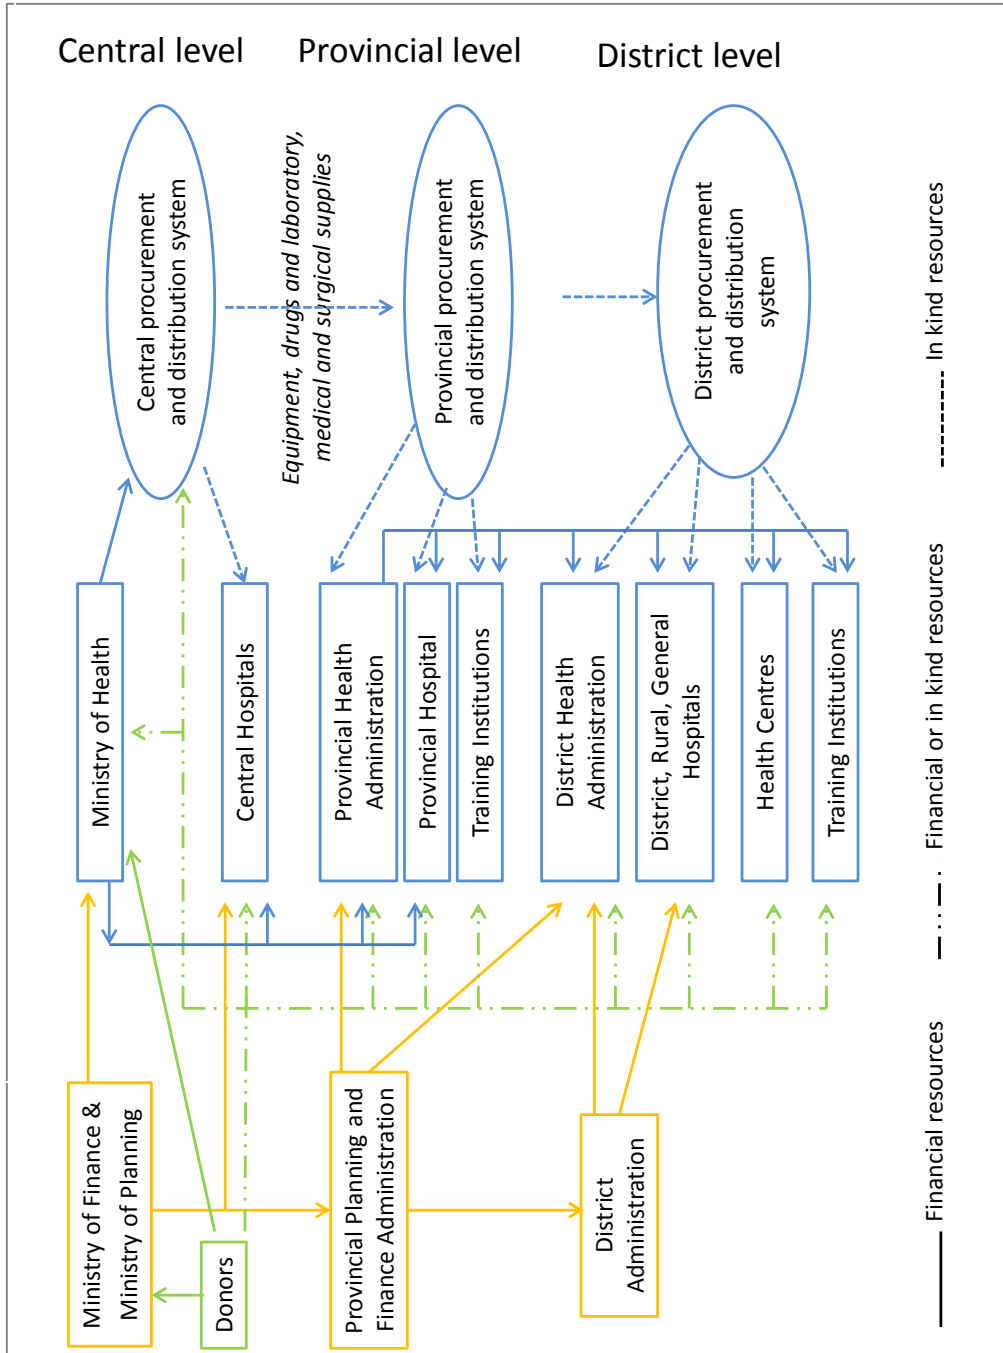 Central level
Provincial level
District level
Central procurement
and distribution system
Equipment, drugs and laboratory,
medical and surgical supplies
Provincial procurement
and distribution system
District procurement
and distribution
system
Ministry of Health
Central Hospitals
Provincial Health
Administration
Provincial Hospital
Training Institutions
District Health
Administration
District, Rural, General
Hospitals
Health Centres
Training Institutions
Ministry of Finance &
Ministry of Planning
Donors
Provincial Planning and
Finance Administration
District
Administration
Financial resources
Financial or in kind resources
In kind resources